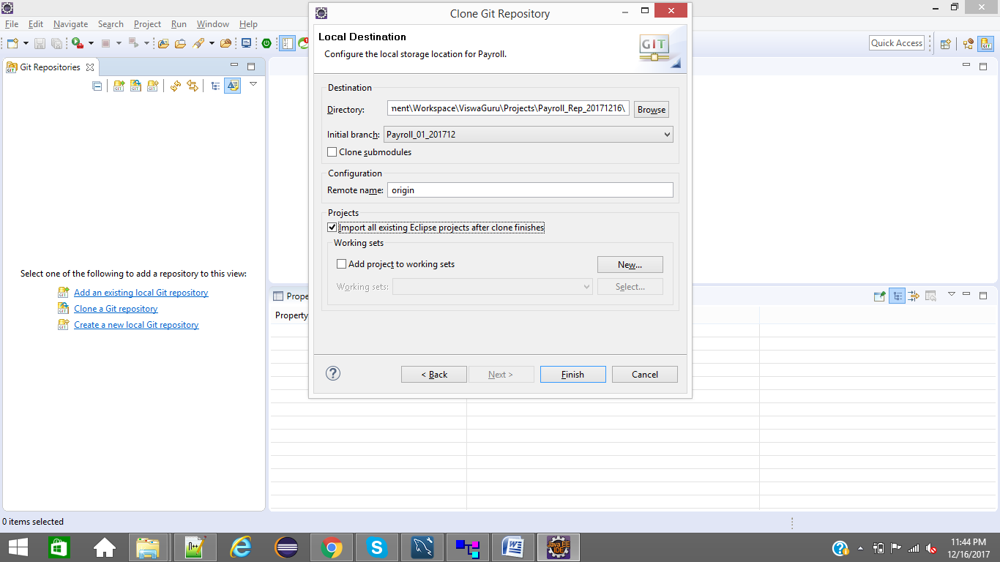 Clone Git Repository
File Edit Navigate Search Project Run Window Help
Quick Access
Git Repositories
Local Destination
Configure the local storage location for Payroll.
GIT
Destination
Directory: nent\Workspace\ViswaGuru\Projects\Payroll_Rep_20171216\ Browse
Initial branch: Payroll_01_201712
Clone submodules
Configuration
Remote name: origin
Projects
Import all existing Eclipse projects after clone finishes
Working sets
Add project to working sets New...
Working sets: Select...
Select one of the following to add a repository to this view:
Add an existing local Git repository
Clone a Git repository
Create a new local Git repository
Prope
Property
< Back Next > Finish Cancel
0 items selected
Java EE
IDE
11:44 PM
12/16/2017